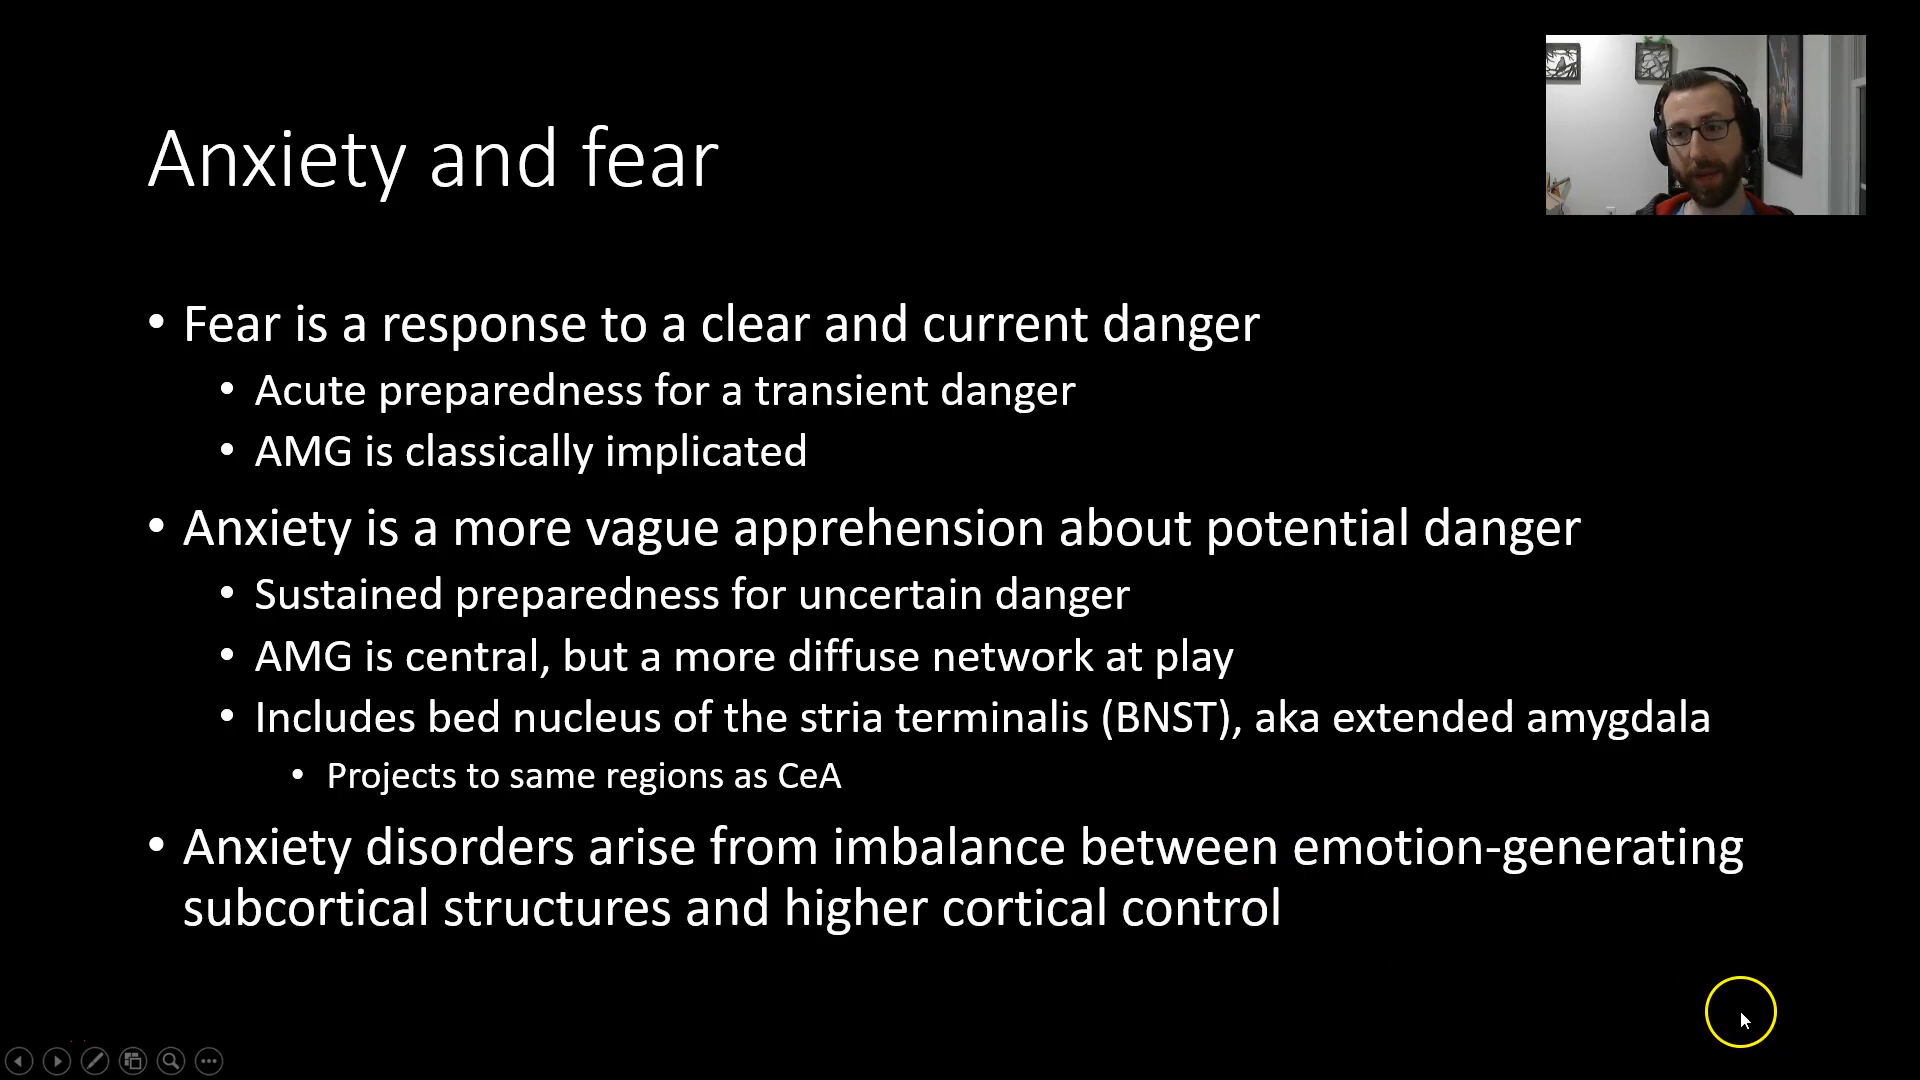 Anxiety and fear
• Fear is a response to a clear and current danger
• Acute preparedness for a transient danger
• AMG is classically implicated
• Anxiety is a more vague apprehension about potential danger
• Sustained preparedness for uncertain danger
• AMG is central, but a more diffuse network at play
• Includes bed nucleus of the stria terminalis (BNST), aka extended amygdala
• Projects to same regions as CeA
• Anxiety disorders arise from imbalance between emotion-generating
subcortical structures and higher cortical control